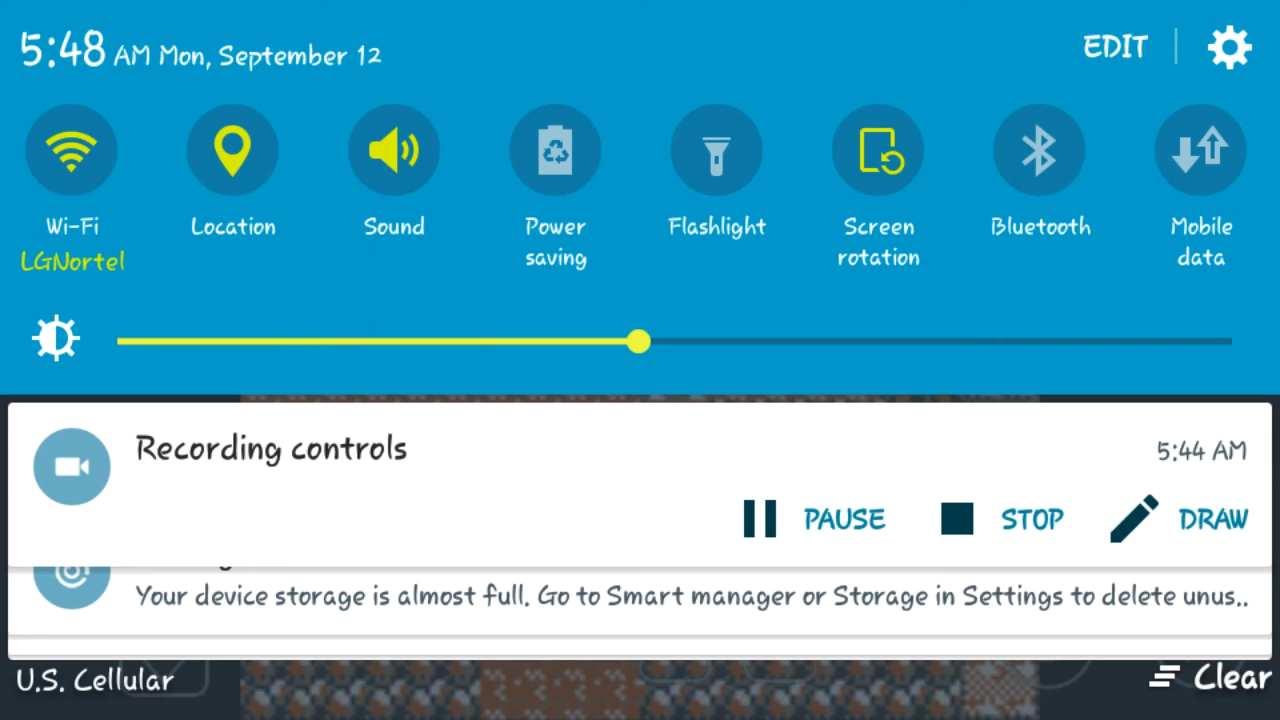 5:48 AM Mon, September 12
EDIT
Wi-Fi
LGNortel
Location
Sound
Power
saving
Flashlight
Screen
rotation
Bluetooth
Mobile
data
Recording controls
5:44 AM
PAUSE
STOP
DRAW
Your device storage is almost full. Go to Smart manager or Storage in Settings to delete unus..
U.S. Cellular
Clear